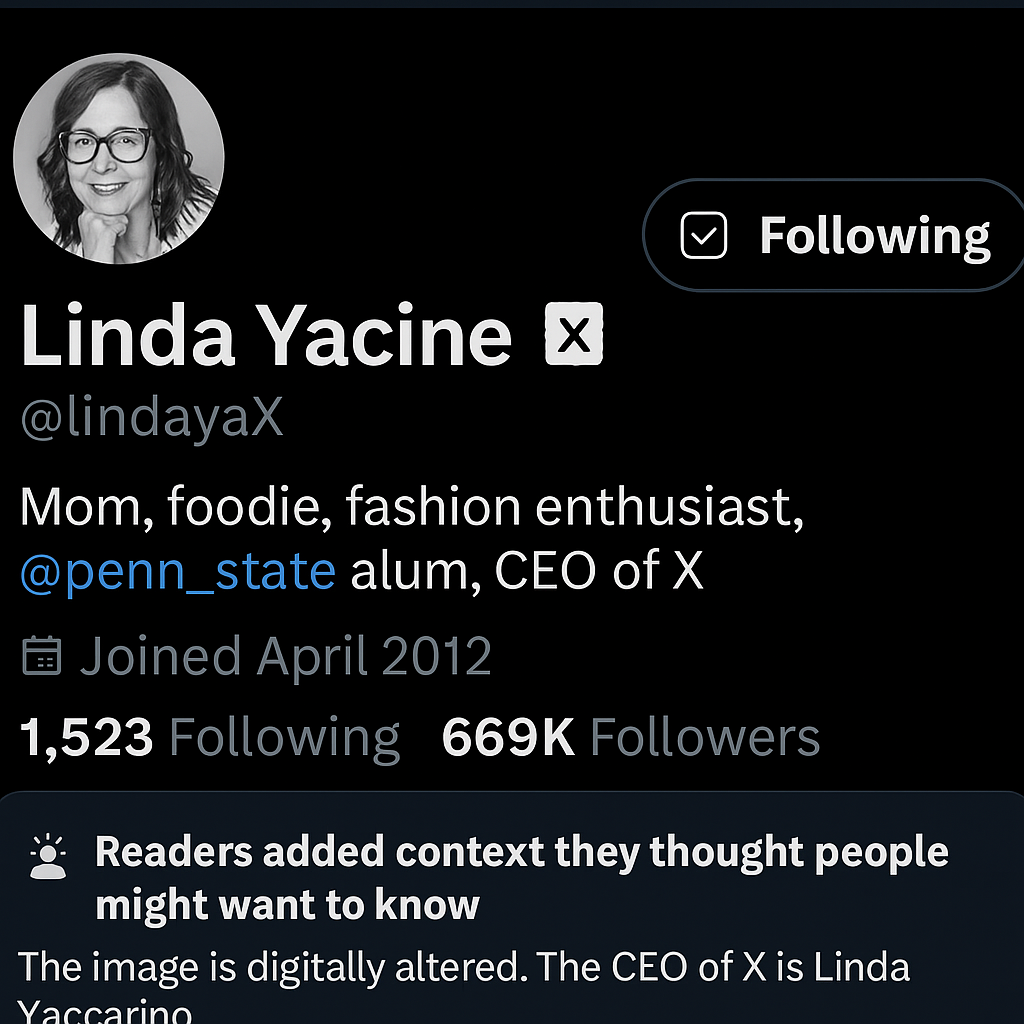 Following
Linda Yacine X
@lindayaX
Mom, foodie, fashion enthusiast,
@penn_state alum, CEO of X
Joined April 2012
1,523 Following 669K Followers
Readers added context they thought people
might want to know
The image is digitally altered. The CEO of X is Linda
Yaccarino